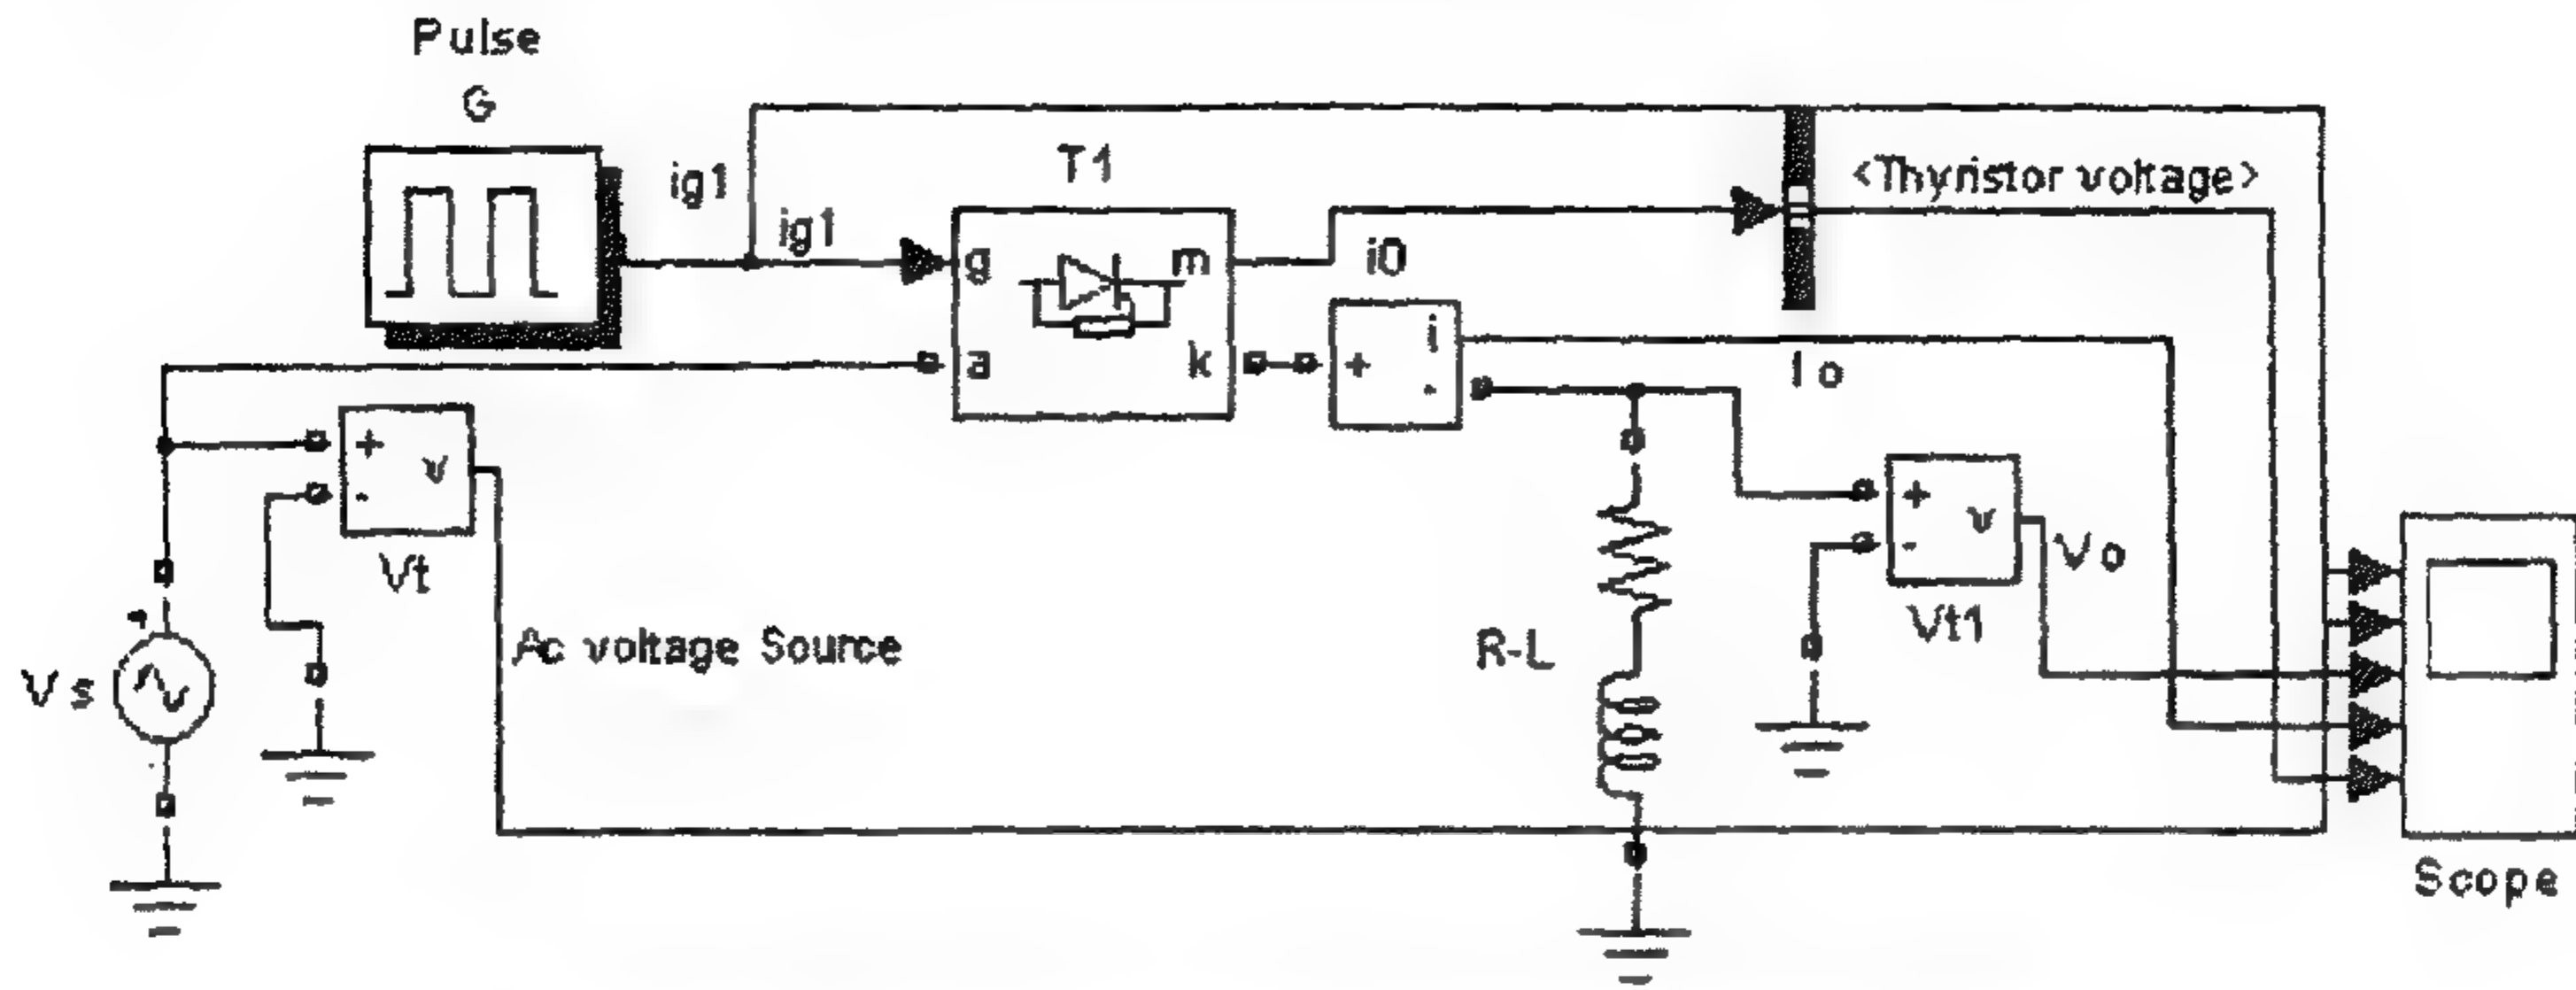 Pulse
G
ig1
ig1
T1
g
m
a
k
i0
i
+
-
<Thyristor voltage>
Io
+
-
v
Vt
Vs
Ac voltage Source
R-L
+
-
v
Vo
Vt1
Scope